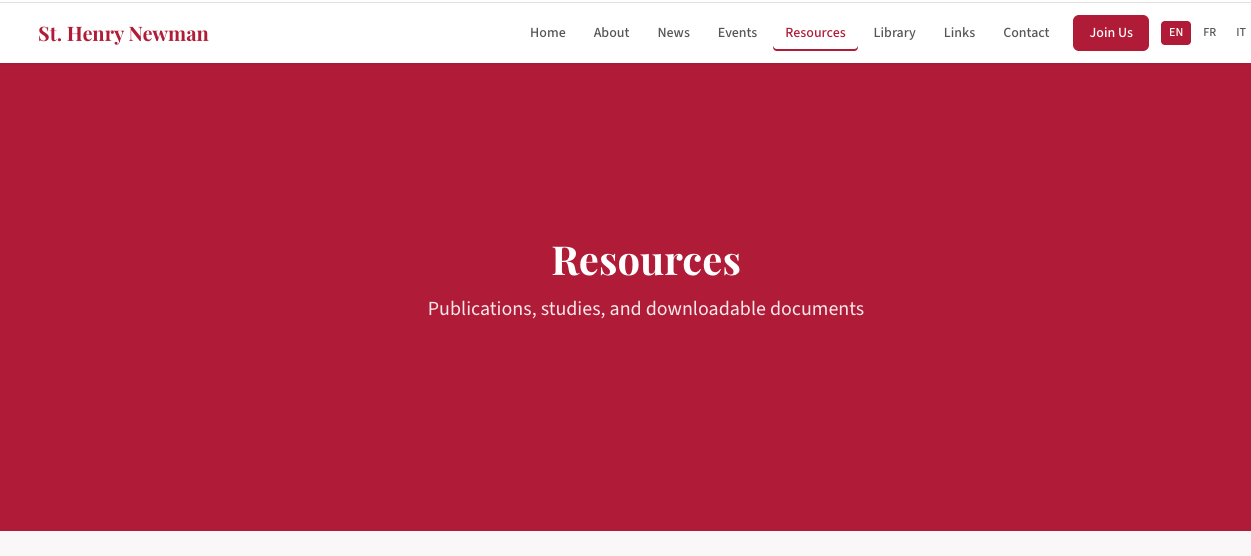 St. Henry Newman
Home About News Events Resources Library Links Contact Join Us EN FR IT
Resources
Publications, studies, and downloadable documents